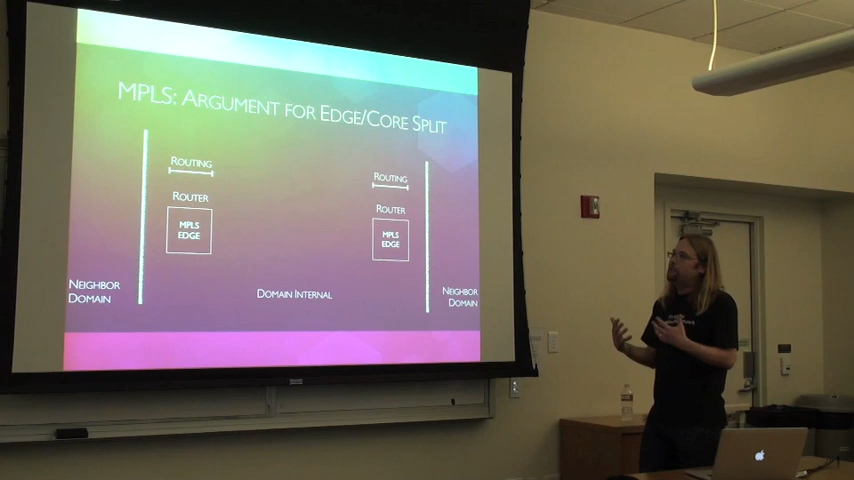 MPLS: ARGUMENT FOR EDGE/CORE SPLIT
ROUTING
ROUTING
ROUTER
ROUTER
MPLS
EDGE
MPLS
EDGE
NEIGHBOR
DOMAIN
DOMAIN INTERNAL
NEIGHBOR
DOMAIN